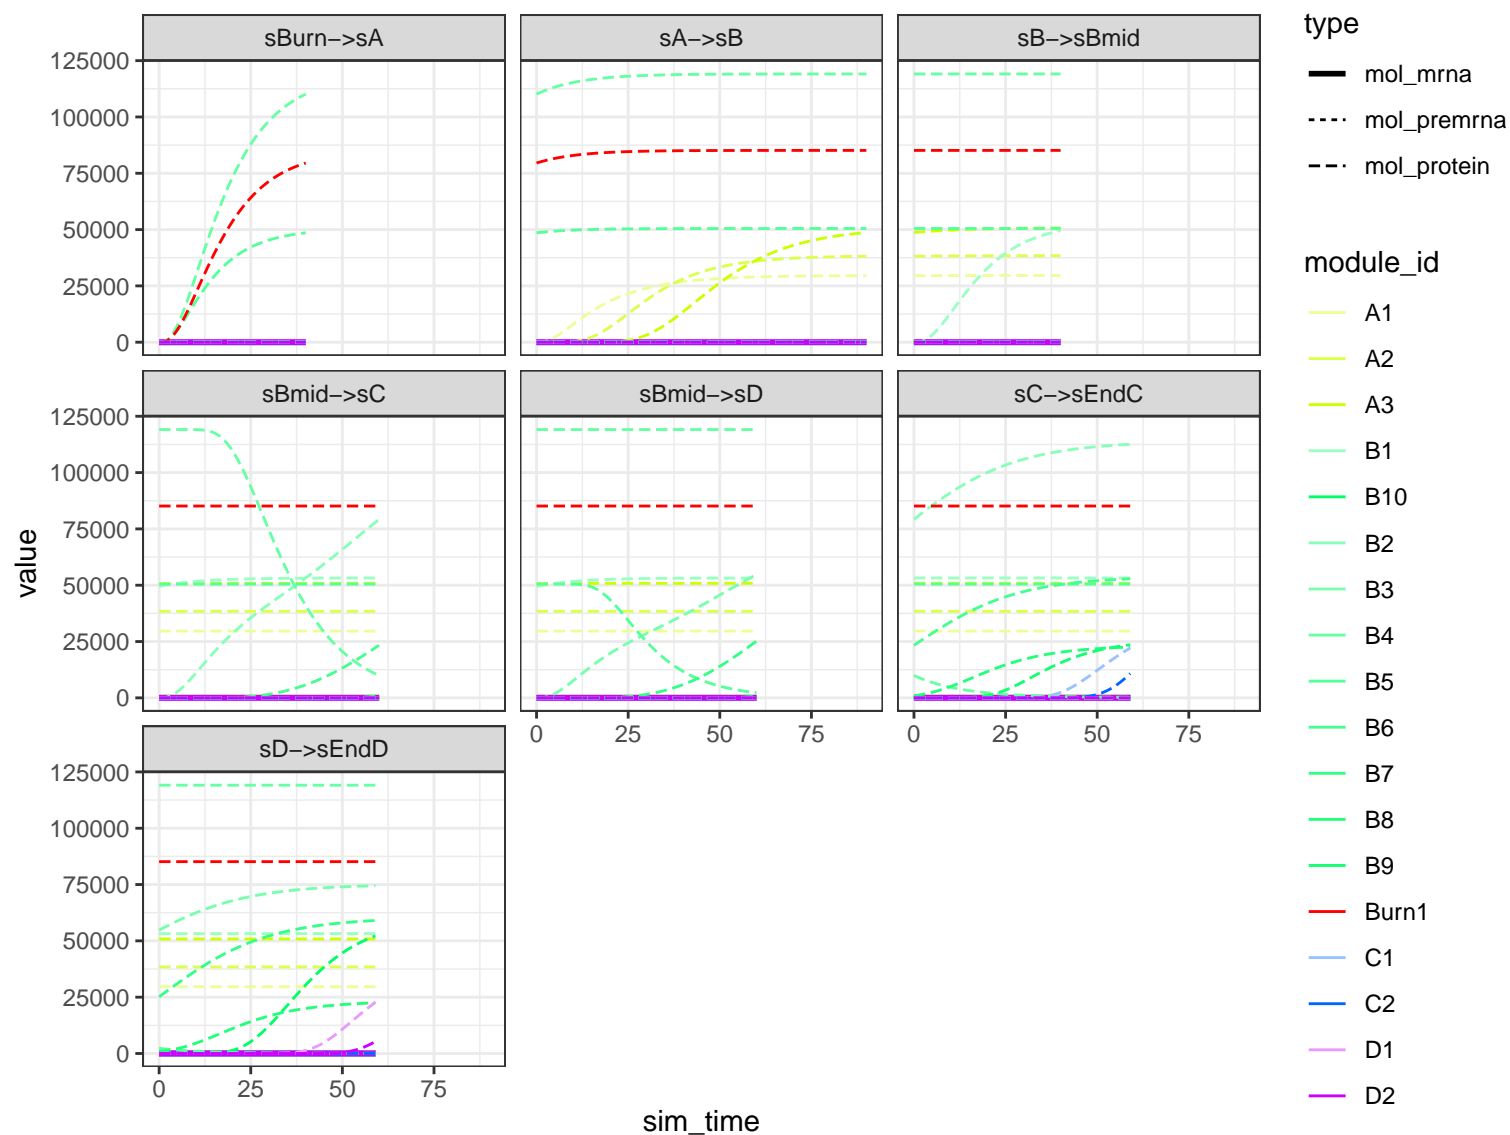 sBurn->sA
sA->sB
sB->sBmid
125000
100000
75000
50000
25000
0
sBmid->sC
sBmid->sD
sC->sEndC
125000
100000
75000
50000
25000
0
0 25 50 75
0 25 50 75
sD->sEndD
125000
100000
75000
50000
25000
0
0 25 50 75
sim_time
value
type
mol_mrna
mol_premrna
mol_protein
module_id
A1
A2
A3
B1
B10
B2
B3
B4
B5
B6
B7
B8
B9
Burn1
C1
C2
D1
D2